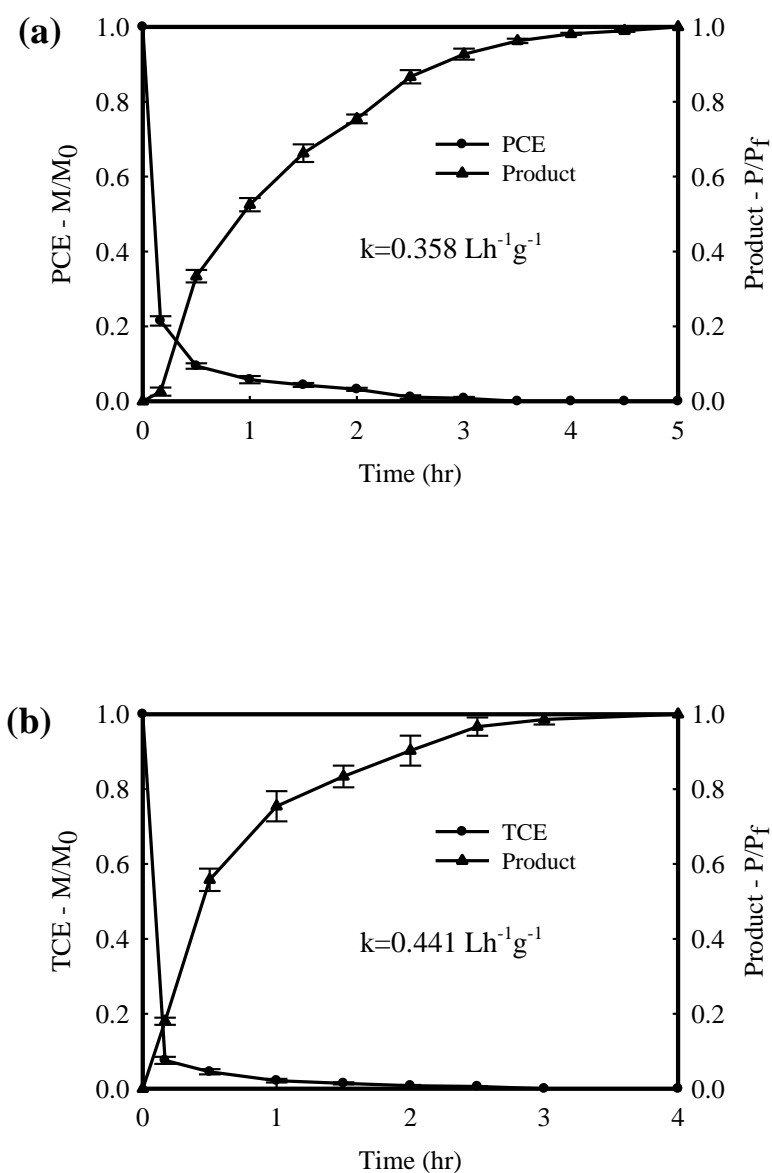 (a)
1.0
0.8
0.6
0.4
0.2
0.0
PCE - M/M0
1.0
0.8
0.6
0.4
0.2
0.0
Product - P/Pf
PCE
Product
k=0.358 Lh-1g-1
0 1 2 3 4 5
Time (hr)
(b)
1.0
0.8
0.6
0.4
0.2
0.0
TCE - M/M0
1.0
0.8
0.6
0.4
0.2
0.0
Product - P/Pf
TCE
Product
k=0.441 Lh-1g-1
0 1 2 3 4
Time (hr)